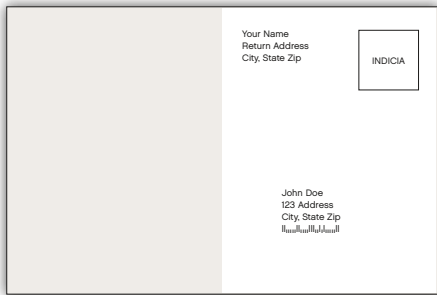 Your Name
Return Address
City, State Zip
INDICIA
John Doe
123 Address
City, State Zip